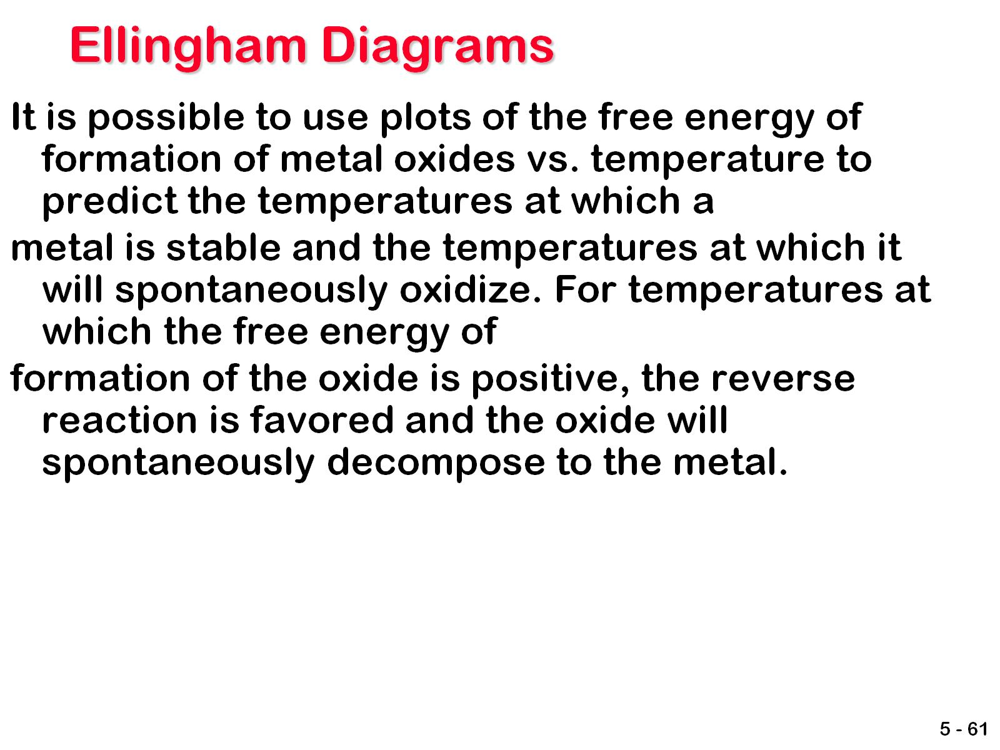 Ellingham Diagrams
It is possible to use plots of the free energy of
formation of metal oxides vs. temperature to
predict the temperatures at which a
metal is stable and the temperatures at which it
will spontaneously oxidize. For temperatures at
which the free energy of
formation of the oxide is positive, the reverse
reaction is favored and the oxide will
spontaneously decompose to the metal.
5 - 61